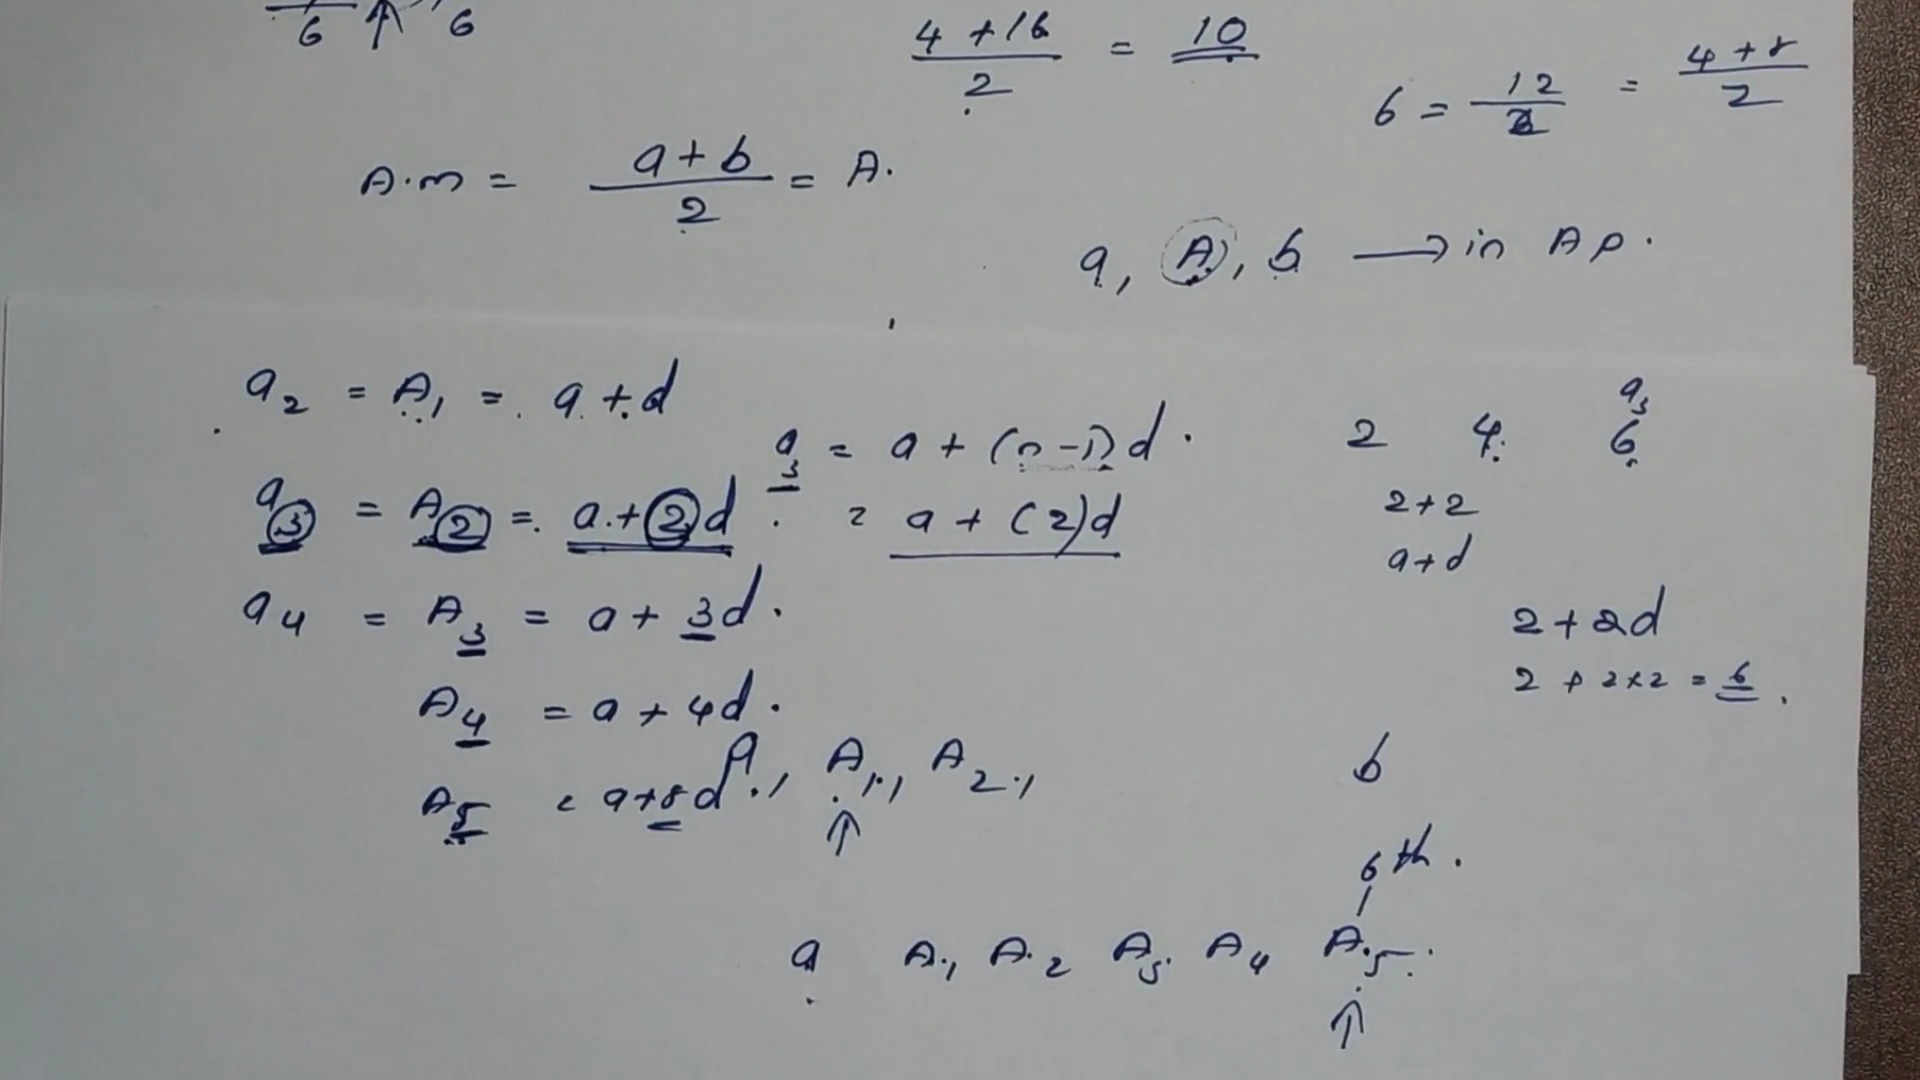 6 ↑ 6
4 + 16 / 2 = 10
6 = 12 / 2 = 4 + 8 / 2
A.m = a + b / 2 = A.
a, A, b → in A P.
a2 = A1 = a + d
a3 = a + (n-1)d.
a3
2 4 6
a3 = A2 = a + 2d
= a + (2)d
2+2
a+d
a4 = A3 = a + 3d.
2 + 2d
2 + 2×2 = 6.
A4 = a + 4d.
a, A1, A2, b
A5 = a+5d
6th.
a A1 A2 A3 A4 A5